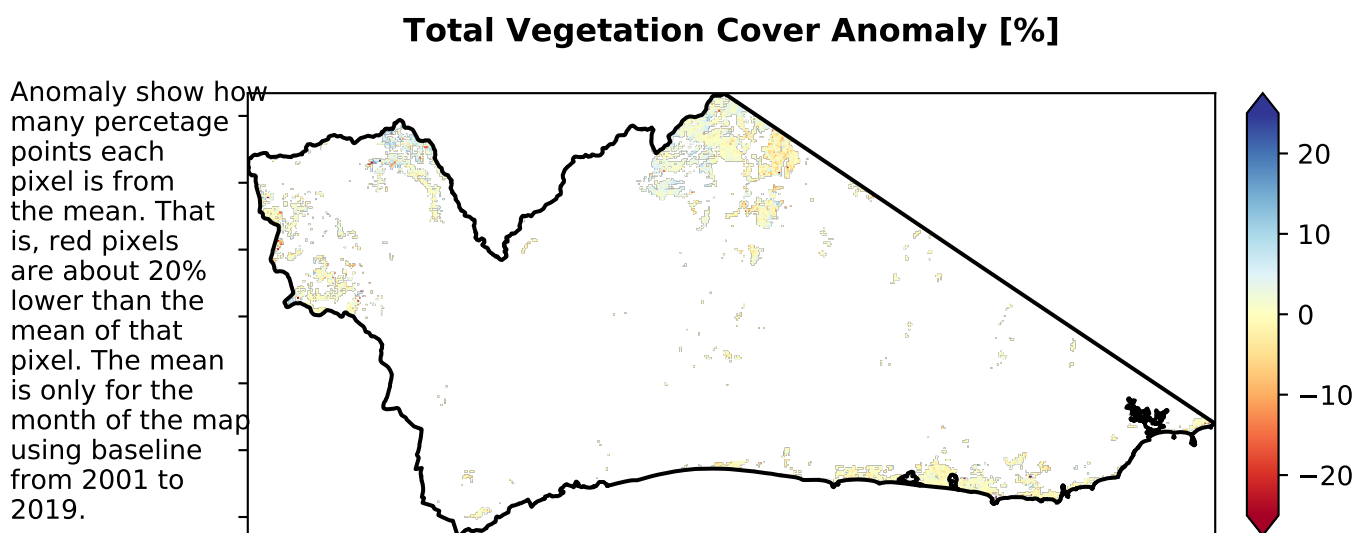 Total Vegetation Cover Anomaly [%]
Anomaly show how
many percetage
points each
pixel is from
the mean. That
is, red pixels
are about 20%
lower than the
mean of that
pixel. The mean
is only for the
month of the map
using baseline
from 2001 to
2019.
20
10
0
−10
−20